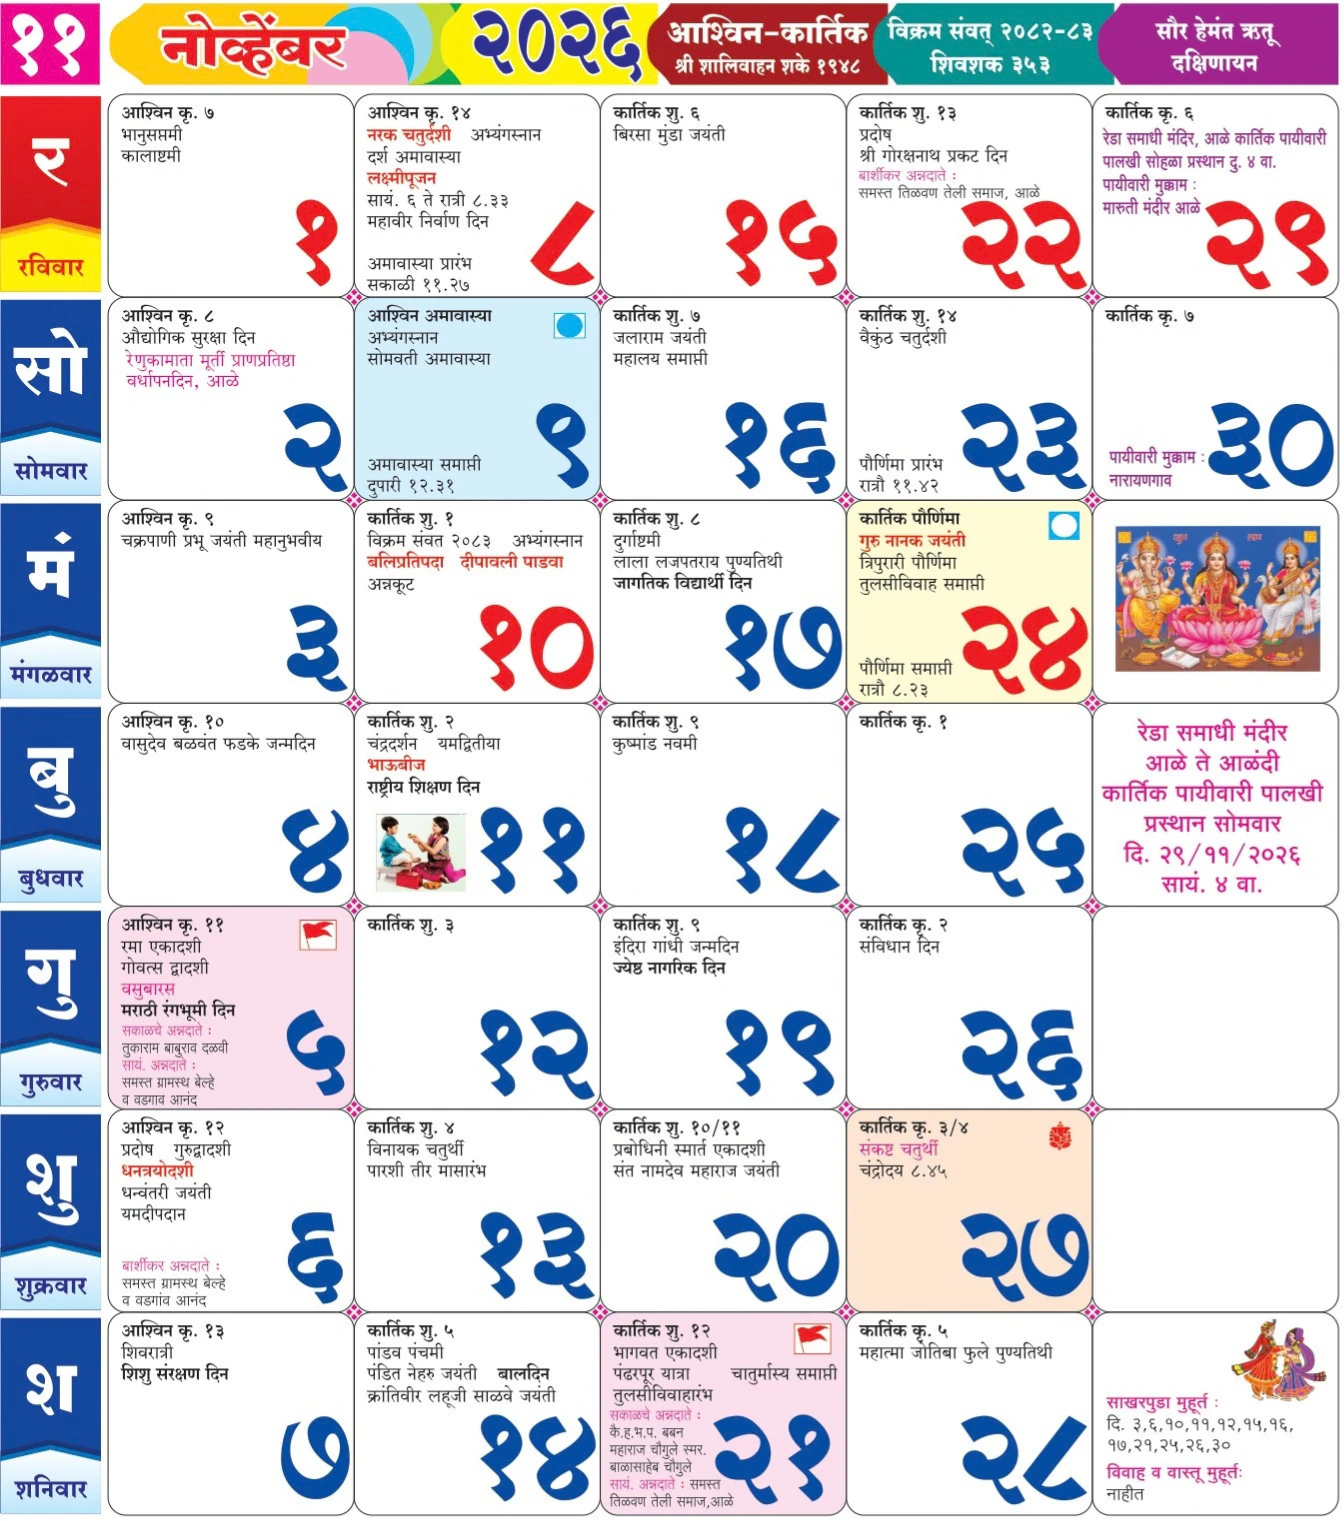 ११
नोव्हेंबर
२०२६
आश्विन-कार्तिक
श्री शालिवाहन शके १९४८
विक्रम संवत् २०८२-८३
शिवशक ३५३
सौर हेमंत ऋतू
दक्षिणायन
र
रविवार
आश्विन कृ. ७
भानुसप्तमी
कालाष्टमी
१
आश्विन कृ. १४
नरक चतुर्दशी अभ्यंगस्नान
दर्श अमावास्या
लक्ष्मीपूजन
सायं. ६ ते रात्री ८.३३
महावीर निर्वाण दिन
अमावास्या प्रारंभ
सकाळी ११.२७
८
कार्तिक शु. ६
बिरसा मुंडा जयंती
१५
कार्तिक शु. १३
प्रदोष
श्री गोरक्षनाथ प्रकट दिन
बार्शीकर अन्नदाते :
समस्त तिळवण तेली समाज, आळे
२२
कार्तिक कृ. ६
रेडा समाधी मंदिर, आळे कार्तिक पायीवारी
पालखी सोहळा प्रस्थान दु. ४ वा.
पायीवारी मुक्काम :
मारुती मंदीर आळे
२९
सो
सोमवार
आश्विन कृ. ८
औद्योगिक सुरक्षा दिन
रेणुकामाता मूर्ती प्राणप्रतिष्ठा
वर्धापनदिन, आळे
२
आश्विन अमावास्या
अभ्यंगस्नान
सोमवती अमावास्या
अमावास्या समाप्ती
दुपारी १२.३१
९
कार्तिक शु. ७
जलाराम जयंती
महालय समाप्ती
१६
कार्तिक शु. १४
वैकुंठ चतुर्दशी
पौर्णिमा प्रारंभ
रात्रौ ११.४२
२३
कार्तिक कृ. ७
पायीवारी मुक्काम :
नारायणगाव
३०
मं
मंगळवार
आश्विन कृ. ९
चक्रपाणी प्रभू जयंती महानुभवीय
३
कार्तिक शु. १
विक्रम संवत २०८३ अभ्यंगस्नान
बलिप्रतिपदा दीपावली पाडवा
अन्नकूट
१०
कार्तिक शु. ८
दुर्गाष्टमी
लाला लजपतराय पुण्यतिथी
जागतिक विद्यार्थी दिन
१७
कार्तिक पौर्णिमा
गुरु नानक जयंती
त्रिपुरारी पौर्णिमा
तुलसीविवाह समाप्ती
पौर्णिमा समाप्ती
रात्रौ ८.२३
२४
बु
बुधवार
आश्विन कृ. १०
वासुदेव बळवंत फडके जन्मदिन
४
कार्तिक शु. २
चंद्रदर्शन यमद्वितीया
भाऊबीज
राष्ट्रीय शिक्षण दिन
११
कार्तिक शु. ९
कुष्मांड नवमी
१८
कार्तिक कृ. १
२५
रेडा समाधी मंदीर
आळे ते आळंदी
कार्तिक पायीवारी पालखी
प्रस्थान सोमवार
दि. २९/११/२०२६
सायं. ४ वा.
गु
गुरुवार
आश्विन कृ. ११
रमा एकादशी
गोवत्स द्वादशी
वसुबारस
मराठी रंगभूमी दिन
सकाळचे अन्नदाते :
तुकाराम बाबुराव दळवी
सायं. अन्नदाते :
समस्त ग्रामस्थ बेल्हे
व वडगाव आनंद
५
कार्तिक शु. ३
१२
कार्तिक शु. ९
इंदिरा गांधी जन्मदिन
ज्येष्ठ नागरिक दिन
१९
कार्तिक कृ. २
संविधान दिन
२६
शु
शुक्रवार
आश्विन कृ. १२
प्रदोष गुरुद्वादशी
धनत्रयोदशी
धन्वंतरी जयंती
यमदीपदान
बार्शीकर अन्नदाते :
समस्त ग्रामस्थ बेल्हे
व वडगांव आनंद
६
कार्तिक शु. ४
विनायक चतुर्थी
पारशी तीर मासारंभ
१३
कार्तिक शु. १०/११
प्रबोधिनी स्मार्त एकादशी
संत नामदेव महाराज जयंती
२०
कार्तिक कृ. ३/४
संकष्ट चतुर्थी
चंद्रोदय ८.४५
२७
श
शनिवार
आश्विन कृ. १३
शिवरात्री
शिशु संरक्षण दिन
७
कार्तिक शु. ५
पांडव पंचमी
पंडित नेहरु जयंती बालदिन
क्रांतिवीर लहूजी साळवे जयंती
१४
कार्तिक शु. १२
भागवत एकादशी
पंढरपूर यात्रा चातुर्मास्य समामी
तुलसीविवाहारंभ
सकाळचे अन्नदाते :
कै.ह.भ.प. बबन
महाराज चौगुले स्मर.
बाळासाहेब चौगुले
सायं. अन्नदाते : समस्त
तिळवण तेली समाज,आळे
२१
कार्तिक कृ. ५
महात्मा जोतिबा फुले पुण्यतिथी
२८
साखरपुडा मुहूर्त :
दि. ३,६,१०,११,१२,१५,१६,
१७,२१,२५,२६,३०
विवाह व वास्तू मुहूर्तः
नाहीत